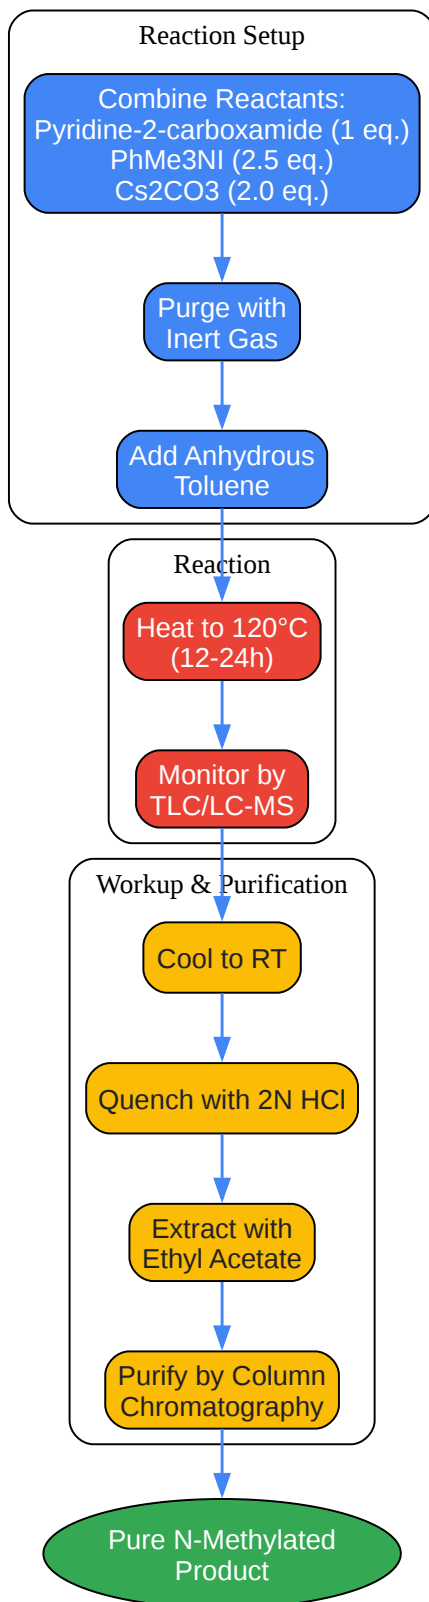 Reaction Setup
Combine Reactants:
Pyridine-2-carboxamide (1 eq.)
PhMe3NI (2.5 eq.)
Cs2CO3 (2.0 eq.)
Purge with
Inert Gas
Add Anhydrous
Toluene
Reaction
Heat to 120°C
(12-24h)
Monitor by
TLC/LC-MS
Workup & Purification
Cool to RT
Quench with 2N HCl
Extract with
Ethyl Acetate
Purify by Column
Chromatography
Pure N-Methylated
Product